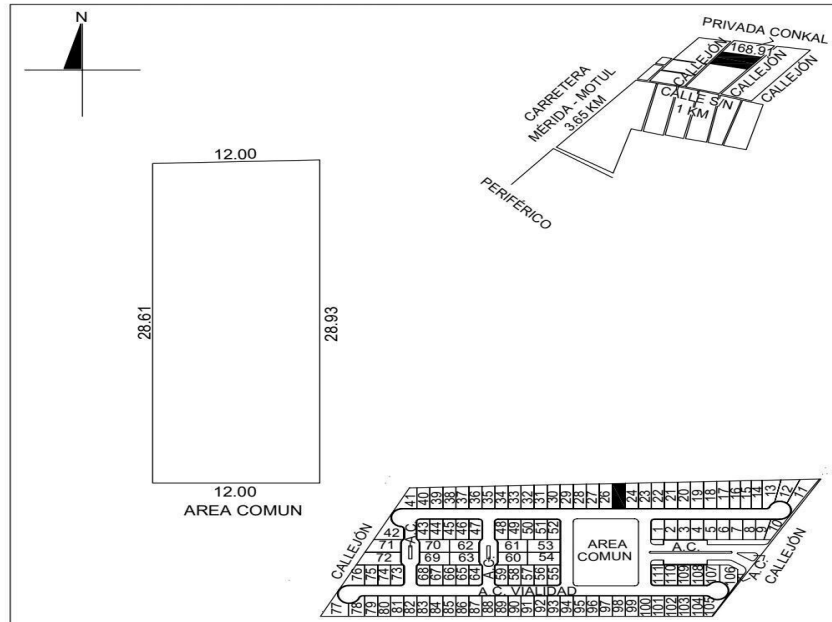 N
PRIVADA CONKAL
168.91
CALLEJÓN
CALLEJÓN
CALLEJÓN
CALLE S/N
1 KM
CARRETERA
MÉRIDA - MOTUL
3.65 KM
PERIFÉRICO
12.00
28.61
28.93
12.00
AREA COMUN
41 40 39 38 37 36 35 34 33 32 31 30 29 28 27 26 24 23 22 21 20 19 18 17 16 15 14 13 12 11
42 A.C. 43 44 45 46 47 48 49 50 51 52
1 2 3 4 5 6 7 8 9 10
71 70 62 61 53
72 69 63 60 54
AREA
COMUN
A.C.
CALLEJÓN
CALLEJÓN
76 75 74 73 68 67 66 65 64 A.C. 59 58 57 56 55
110 109 108 107 106 A.C.
A.C. VIALIDAD
77 78 79 80 81 82 83 84 85 86 87 88 89 90 91 92 93 94 95 96 97 98 99 100 101 102 103 104 105